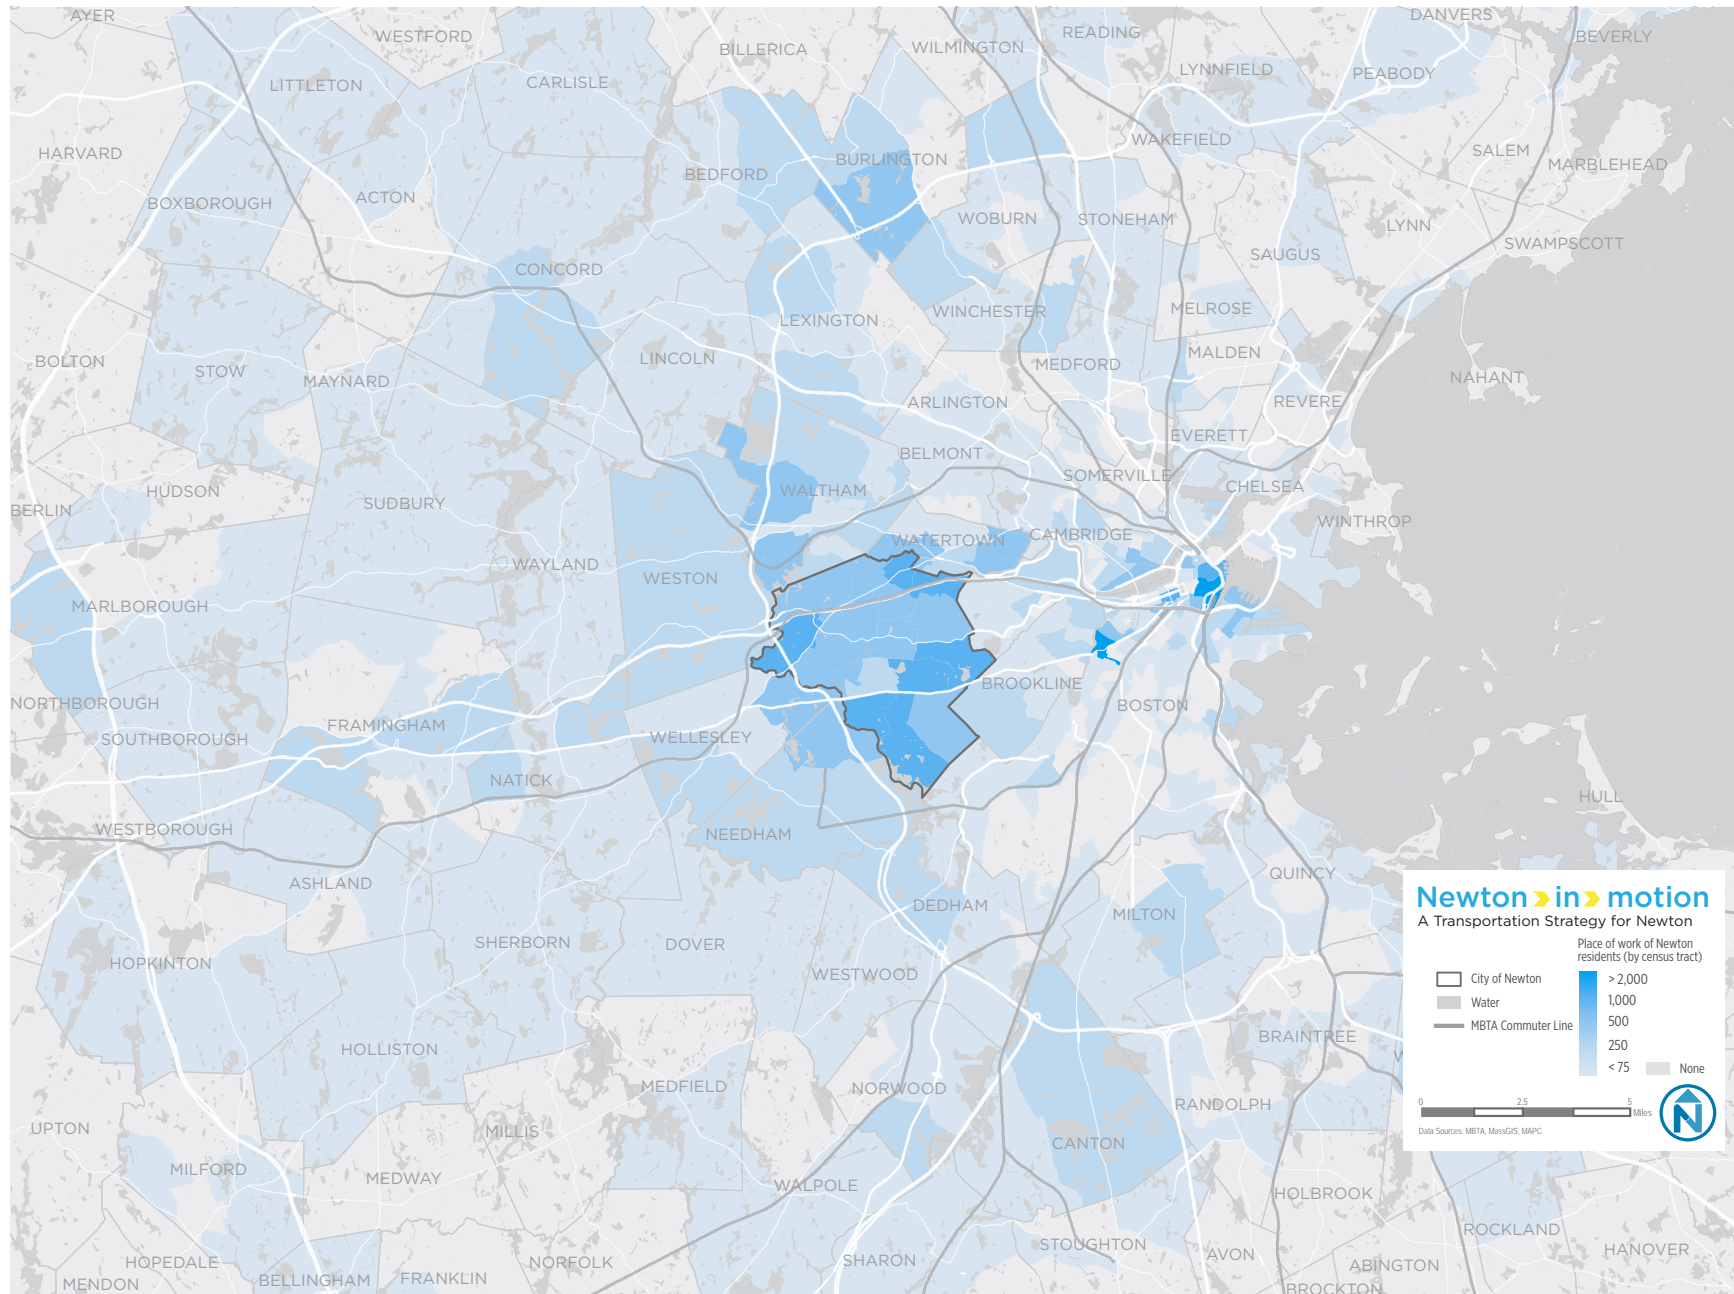 AYER
WESTFORD
BILLERICA
WILMINGTON
READING
DANVERS
BEVERLY
LITTLETON
CARLISLE
LYNNFIELD
PEABODY
HARVARD
BURLINGTON
WAKEFIELD
SALEM
MARBLEHEAD
BEDFORD
BOXBOROUGH
ACTON
WOBURN
STONEHAM
LYNN
SWAMPSCOTT
SAUGUS
CONCORD
LEXINGTON
WINCHESTER
MELROSE
BOLTON
STOW
MAYNARD
LINCOLN
MEDFORD
MALDEN
NAHANT
ARLINGTON
REVERE
EVERETT
BELMONT
SOMERVILLE
HUDSON
WALTHAM
CHELSEA
BERLIN
SUDBURY
WINTHROP
WATERTOWN
CAMBRIDGE
WAYLAND
WESTON
MARLBOROUGH
BROOKLINE
NORTHBOROUGH
BOSTON
FRAMINGHAM
SOUTHBOROUGH
WELLESLEY
NATICK
HULL
WESTBOROUGH
NEEDHAM
ASHLAND
QUINCY
DEDHAM
MILTON
SHERBORN
DOVER
HOPKINTON
WESTWOOD
BRAINTREE
W
HOLLISTON
MEDFIELD
NORWOOD
RANDOLPH
UPTON
MILLIS
CANTON
MILFORD
MEDWAY
WALPOLE
HOLBROOK
ROCKLAND
STOUGHTON
HANOVER
HOPEDALE
NORFOLK
SHARON
AVON
ABINGTON
MENDON
BELLINGHAM
FRANKLIN
BROCKTON
Newton in motion
A Transportation Strategy for Newton
Place of work of Newton
residents (by census tract)
City of Newton
Water
MBTA Commuter Line
> 2,000
1,000
500
250
< 75
None
0 2.5 5
Miles
Data Sources: MBTA, MassGIS, MAPC
N